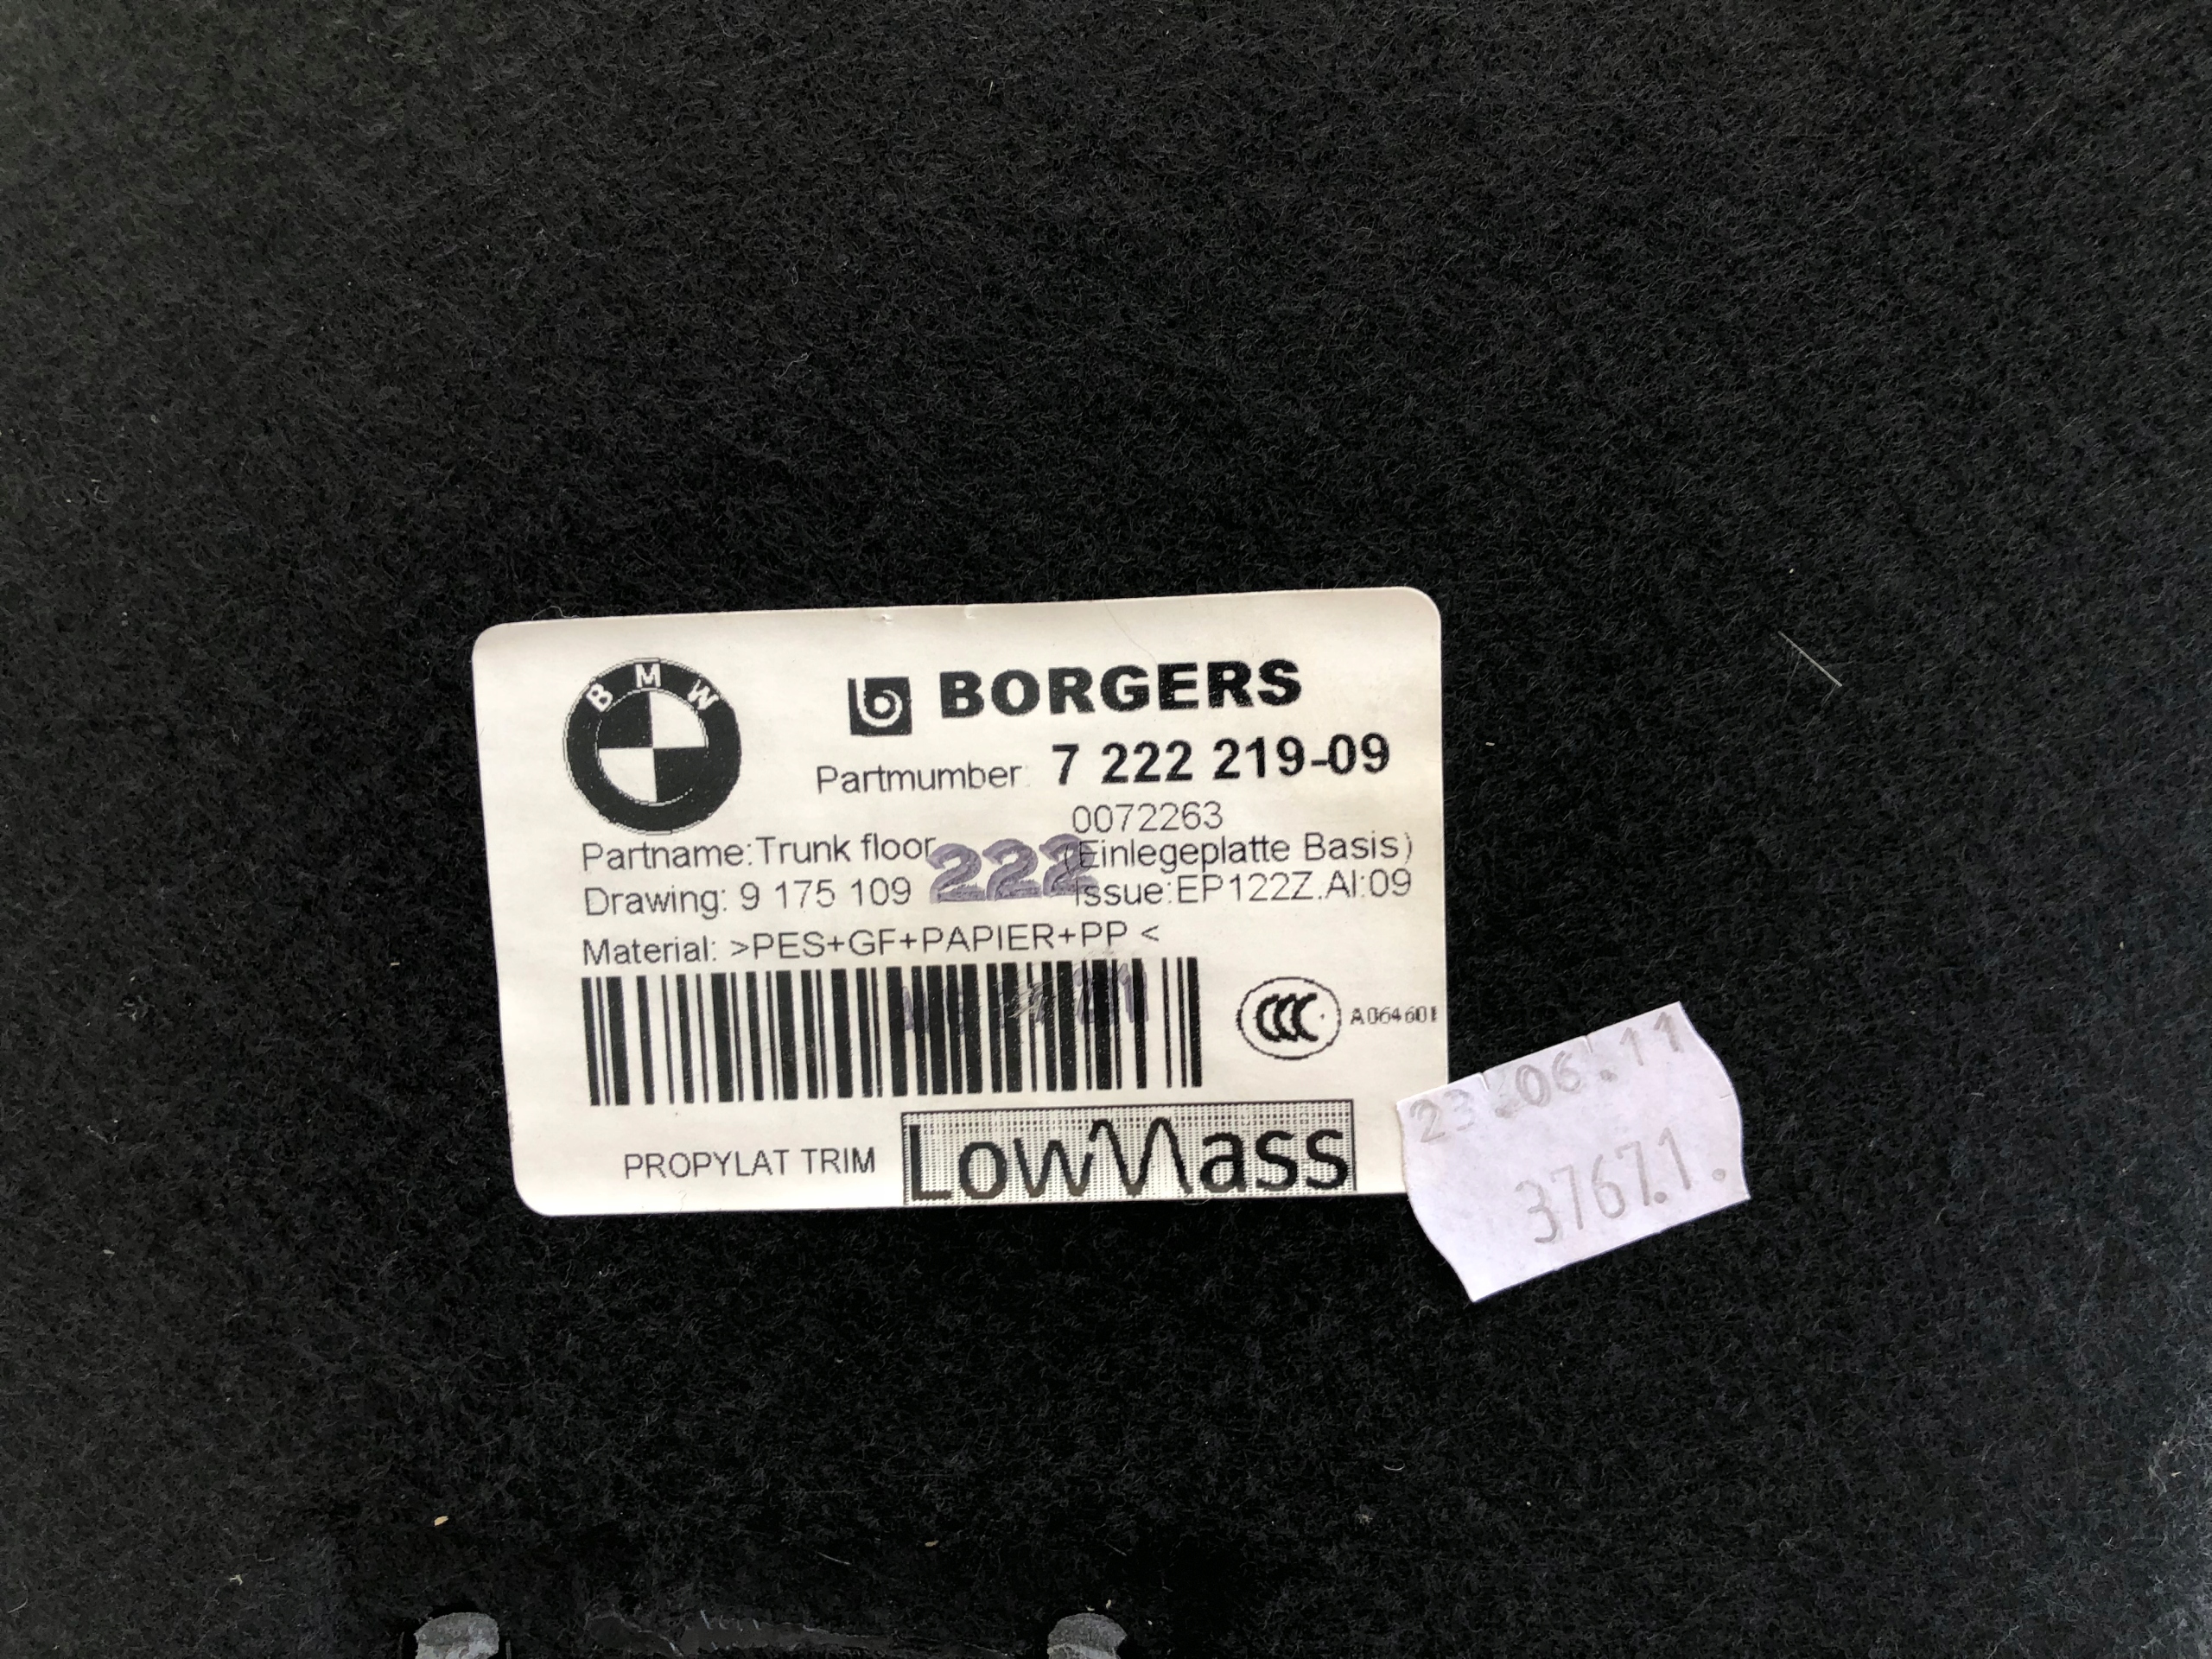 BMW
BORGERS
Partmumber: 7 222 219-09
0072263
Partname:Trunk floor (Einlegeplatte Basis)
222
Drawing: 9 175 109 Issue:EP122Z.AI:09
Material: >PES+GF+PAPIER+PP <
CCC A064601
PROPYLAT TRIM LowMass
23.06.11
3767.1.